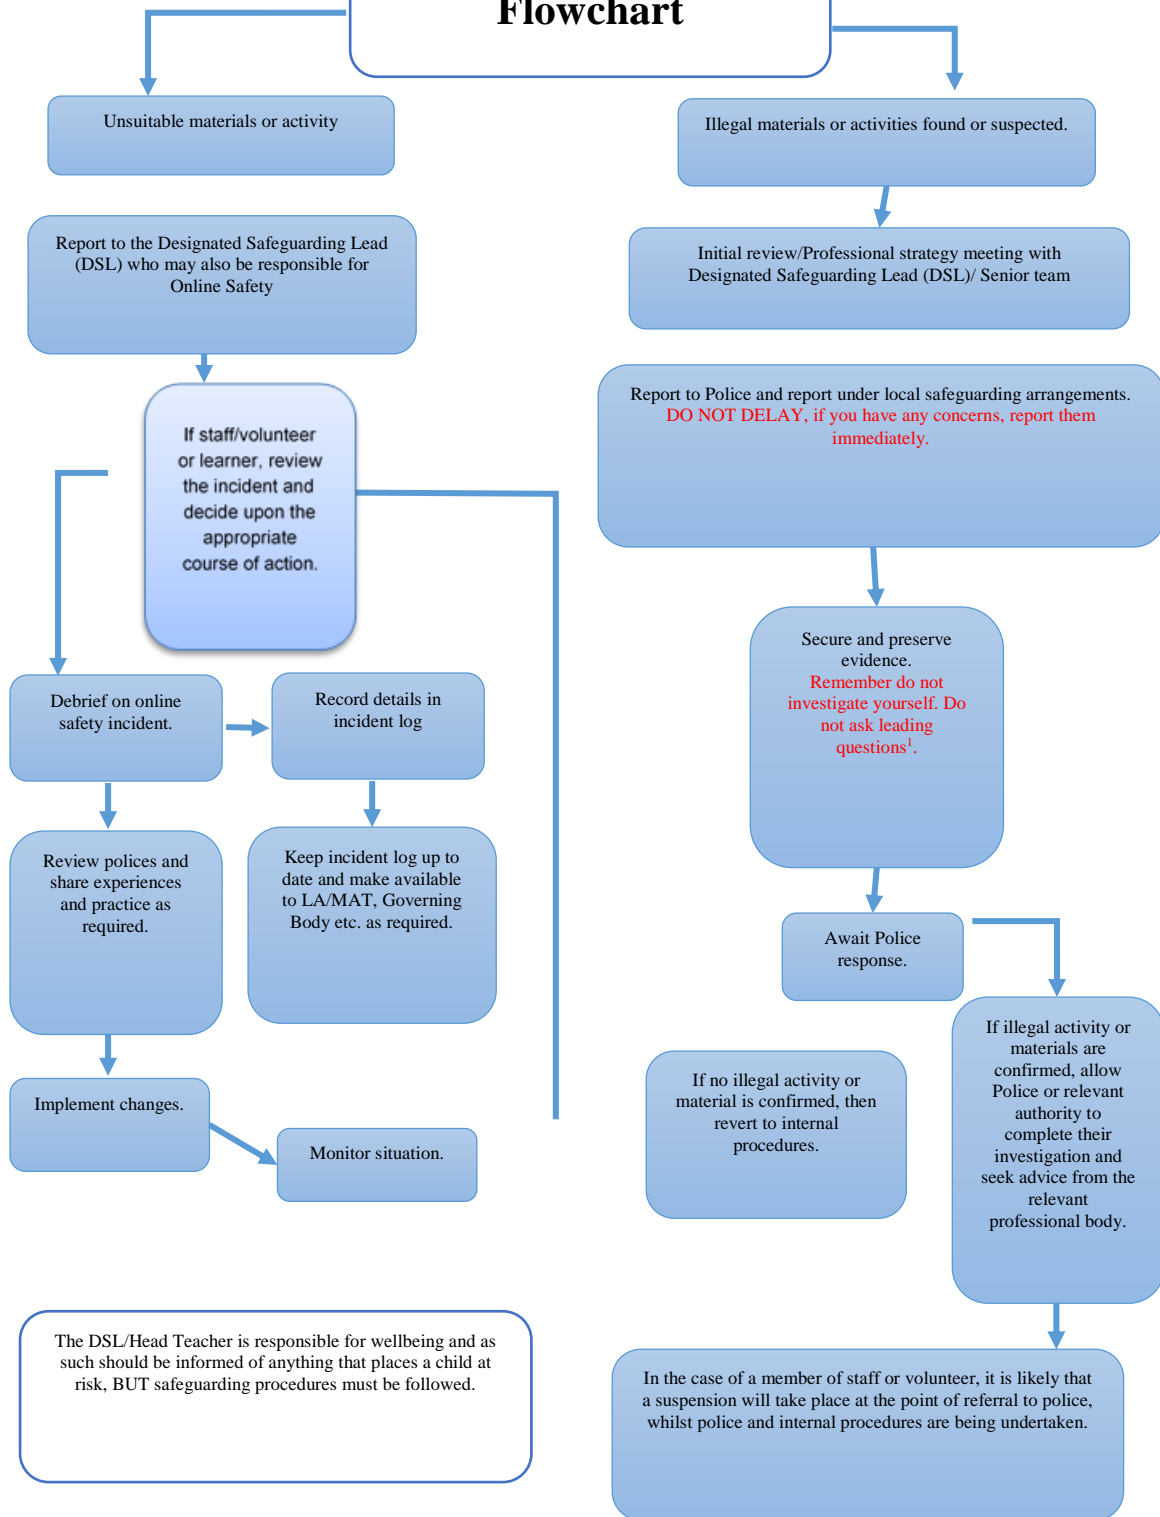 Flowchart
Unsuitable materials or activity
Report to the Designated Safeguarding Lead
(DSL) who may also be responsible for
Online Safety
If staff/volunteer
or learner, review
the incident and
decide upon the
appropriate
course of action.
Debrief on online
safety incident.
Record details in
incident log
Review polices and
share experiences
and practice as
required.
Keep incident log up to
date and make available
to LA/MAT, Governing
Body etc. as required.
Implement changes.
Monitor situation.
The DSL/Head Teacher is responsible for wellbeing and as
such should be informed of anything that places a child at
risk, BUT safeguarding procedures must be followed.
Illegal materials or activities found or suspected.
Initial review/Professional strategy meeting with
Designated Safeguarding Lead (DSL)/ Senior team
Report to Police and report under local safeguarding arrangements.
DO NOT DELAY, if you have any concerns, report them
immediately.
Secure and preserve
evidence.
Remember do not
investigate yourself. Do
not ask leading
questions¹.
Await Police
response.
If no illegal activity or
material is confirmed, then
revert to internal
procedures.
If illegal activity or
materials are
confirmed, allow
Police or relevant
authority to
complete their
investigation and
seek advice from the
relevant
professional body.
In the case of a member of staff or volunteer, it is likely that
a suspension will take place at the point of referral to police,
whilst police and internal procedures are being undertaken.